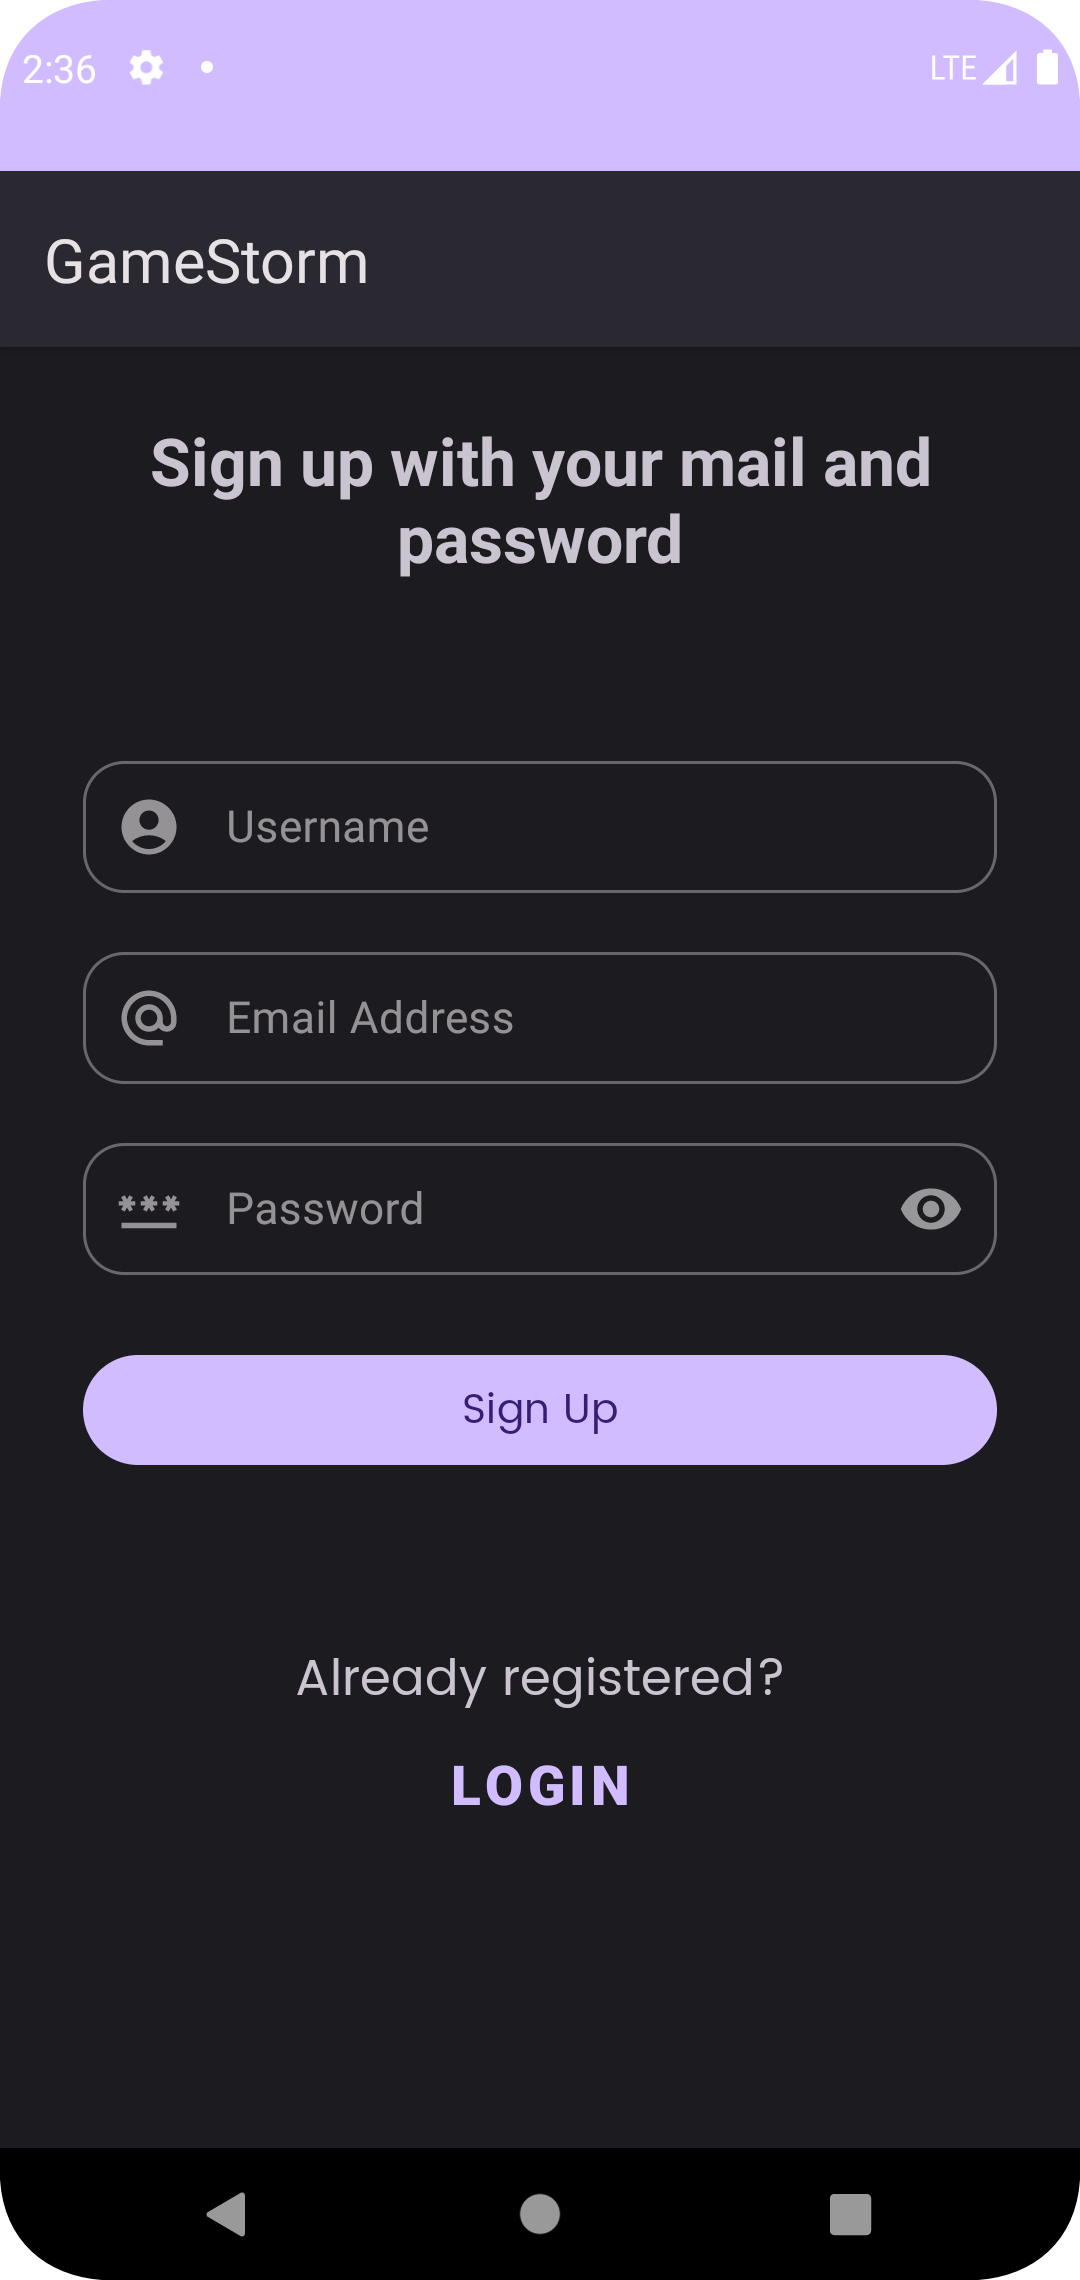 2:36
LTE
GameStorm
Sign up with your mail and
password
Username
Email Address
Password
Sign Up
Already registered?
LOGIN